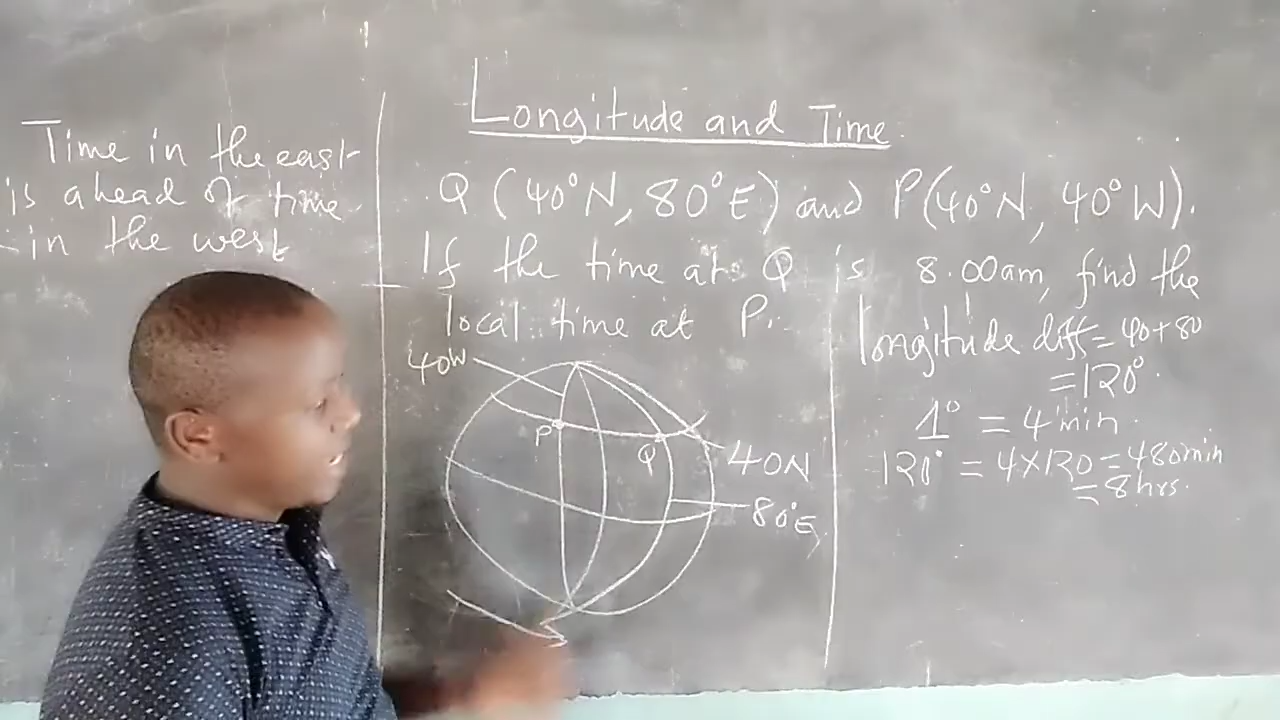 Longitude and Time
Time in the east
is ahead of time
in the west
Q (40°N, 80°E) and P(40°N, 40°W).
If the time at Q is 8.00am, find the
local time at P.
40W
P
Q
40N
80°E
longitude diff = 40+80
=120°.
1° = 4min
120° = 4×120 = 480min
= 8hrs.